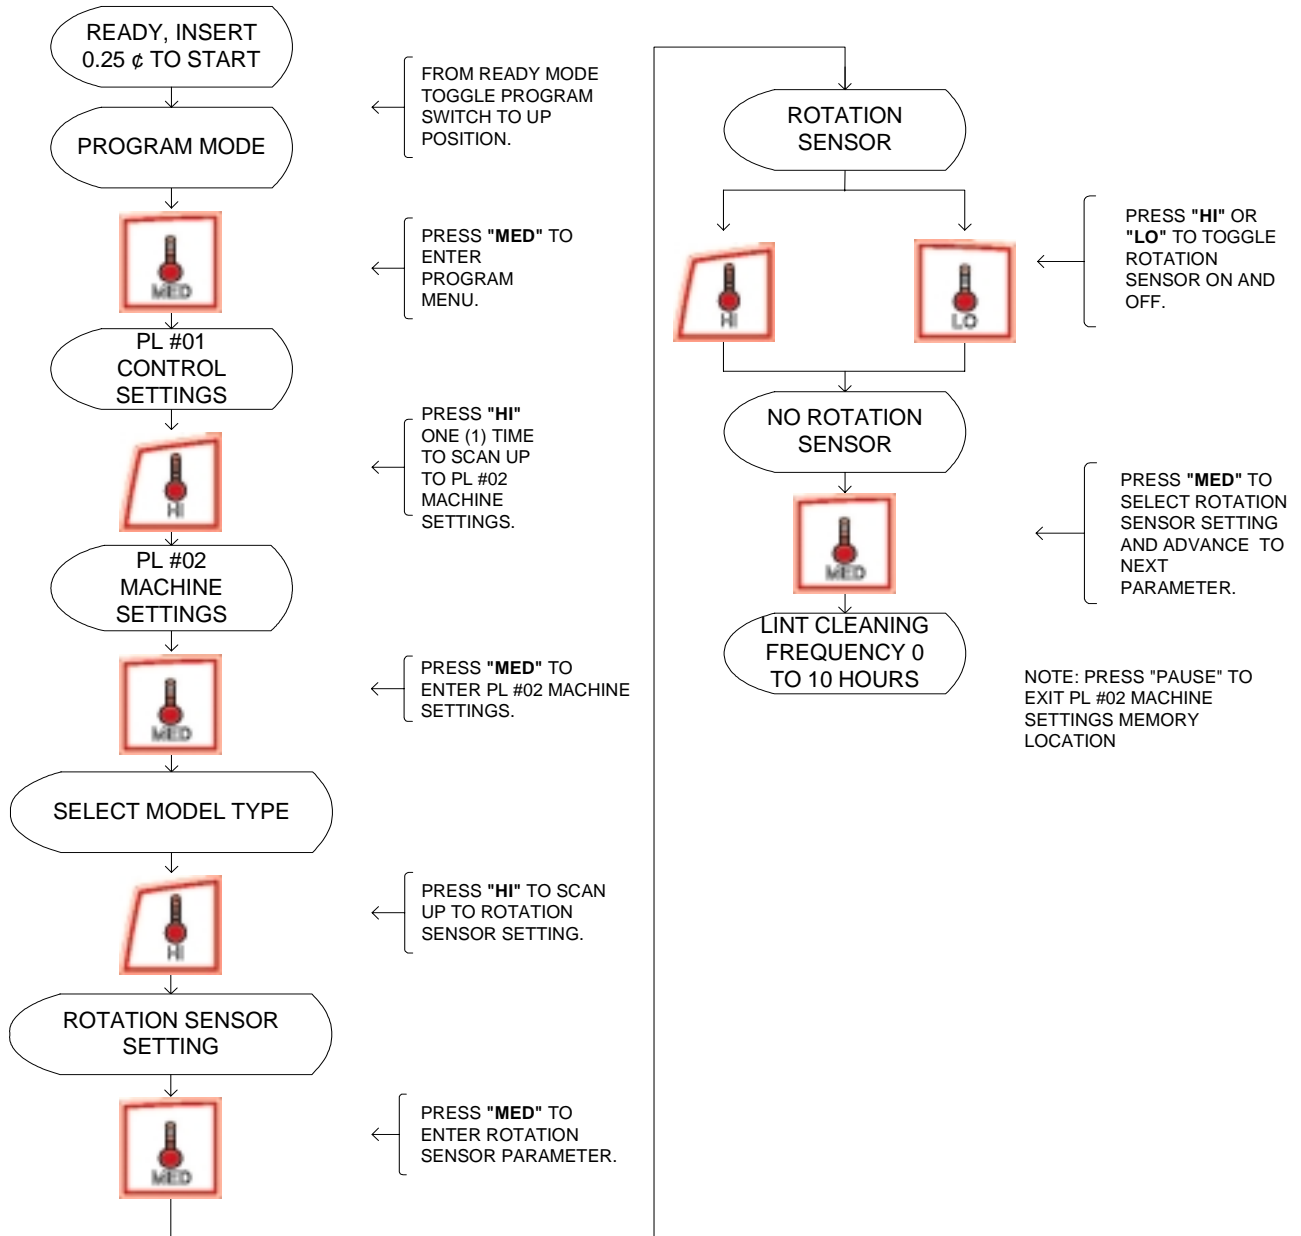 READY, INSERT
0.25 ¢ TO START
FROM READY MODE
TOGGLE PROGRAM
SWITCH TO UP
POSITION.
PROGRAM MODE
MED
PRESS "MED" TO
ENTER
PROGRAM
MENU.
PL #01
CONTROL
SETTINGS
HI
PRESS "HI"
ONE (1) TIME
TO SCAN UP
TO PL #02
MACHINE
SETTINGS.
PL #02
MACHINE
SETTINGS
MED
PRESS "MED" TO
ENTER PL #02 MACHINE
SETTINGS.
SELECT MODEL TYPE
HI
PRESS "HI" TO SCAN
UP TO ROTATION
SENSOR SETTING.
ROTATION SENSOR
SETTING
MED
PRESS "MED" TO
ENTER ROTATION
SENSOR PARAMETER.
ROTATION
SENSOR
HI
LO
PRESS "HI" OR
"LO" TO TOGGLE
ROTATION
SENSOR ON AND
OFF.
NO ROTATION
SENSOR
MED
PRESS "MED" TO
SELECT ROTATION
SENSOR SETTING
AND ADVANCE TO
NEXT
PARAMETER.
LINT CLEANING
FREQUENCY 0
TO 10 HOURS
NOTE: PRESS "PAUSE" TO
EXIT PL #02 MACHINE
SETTINGS MEMORY
LOCATION